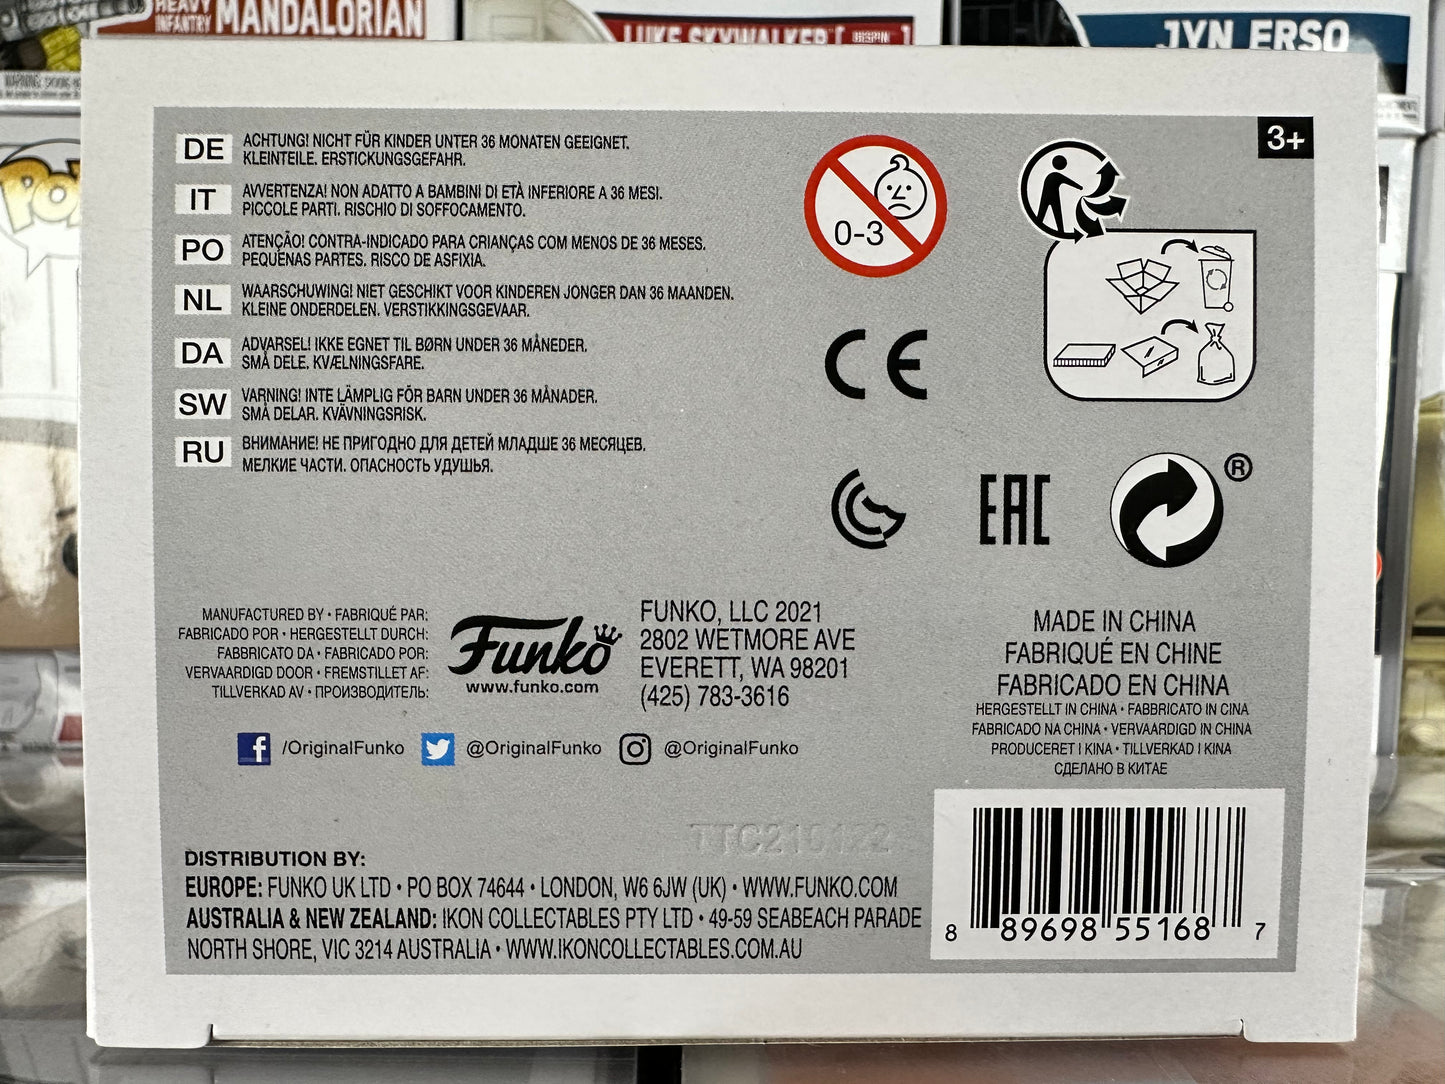 HEAVY
INFANTRY MANDALORIAN
LUKE SKYWALKER [BESPIN]
JYN ERSO
3+
DE ACHTUNG! NICHT FÜR KINDER UNTER 36 MONATEN GEEIGNET.
KLEINTEILE. ERSTICKUNGSGEFAHR.
IT AVVERTENZA! NON ADATTO A BAMBINI DI ETÀ INFERIORE A 36 MESI.
PICCOLE PARTI. RISCHIO DI SOFFOCAMENTO.
PO ATENÇÃO! CONTRA-INDICADO PARA CRIANÇAS COM MENOS DE 36 MESES.
PEQUENAS PARTES. RISCO DE ASFIXIA.
NL WAARSCHUWING! NIET GESCHIKT VOOR KINDEREN JONGER DAN 36 MAANDEN.
KLEINE ONDERDELEN. VERSTIKKINGSGEVAAR.
DA ADVARSEL! IKKE EGNET TIL BØRN UNDER 36 MÅNEDER.
SMÅ DELE. KVÆLNINGSFARE.
SW VARNING! INTE LÄMPLIG FÖR BARN UNDER 36 MÅNADER.
SMÅ DELAR. KVÄVNINGSRISK.
RU ВНИМАНИЕ! НЕ ПРИГОДНО ДЛЯ ДЕТЕЙ МЛАДШЕ 36 МЕСЯЦЕВ.
МЕЛКИЕ ЧАСТИ. ОПАСНОСТЬ УДУШЬЯ.
0-3
CE
EAC
®
MANUFACTURED BY • FABRIQUÉ PAR:
FABRICADO POR • HERGESTELLT DURCH:
FABBRICATO DA • FABRICADO POR:
VERVAARDIGD DOOR • FREMSTILLET AF:
TILLVERKAD AV • ПРОИЗВОДИТЕЛЬ:
Funko
www.funko.com
FUNKO, LLC 2021
2802 WETMORE AVE
EVERETT, WA 98201
(425) 783-3616
MADE IN CHINA
FABRIQUÉ EN CHINE
FABRICADO EN CHINA
HERGESTELLT IN CHINA • FABBRICATO IN CINA
FABRICADO NA CHINA • VERVAARDIGD IN CHINA
PRODUCERET I KINA • TILLVERKAD I KINA
СДЕЛАНО В КИТАЕ
/OriginalFunko @OriginalFunko @OriginalFunko
TTC210122
DISTRIBUTION BY:
EUROPE: FUNKO UK LTD • PO BOX 74644 • LONDON, W6 6JW (UK) • WWW.FUNKO.COM
AUSTRALIA & NEW ZEALAND: IKON COLLECTABLES PTY LTD • 49-59 SEABEACH PARADE
NORTH SHORE, VIC 3214 AUSTRALIA • WWW.IKONCOLLECTABLES.COM.AU
8 89698 55168 7